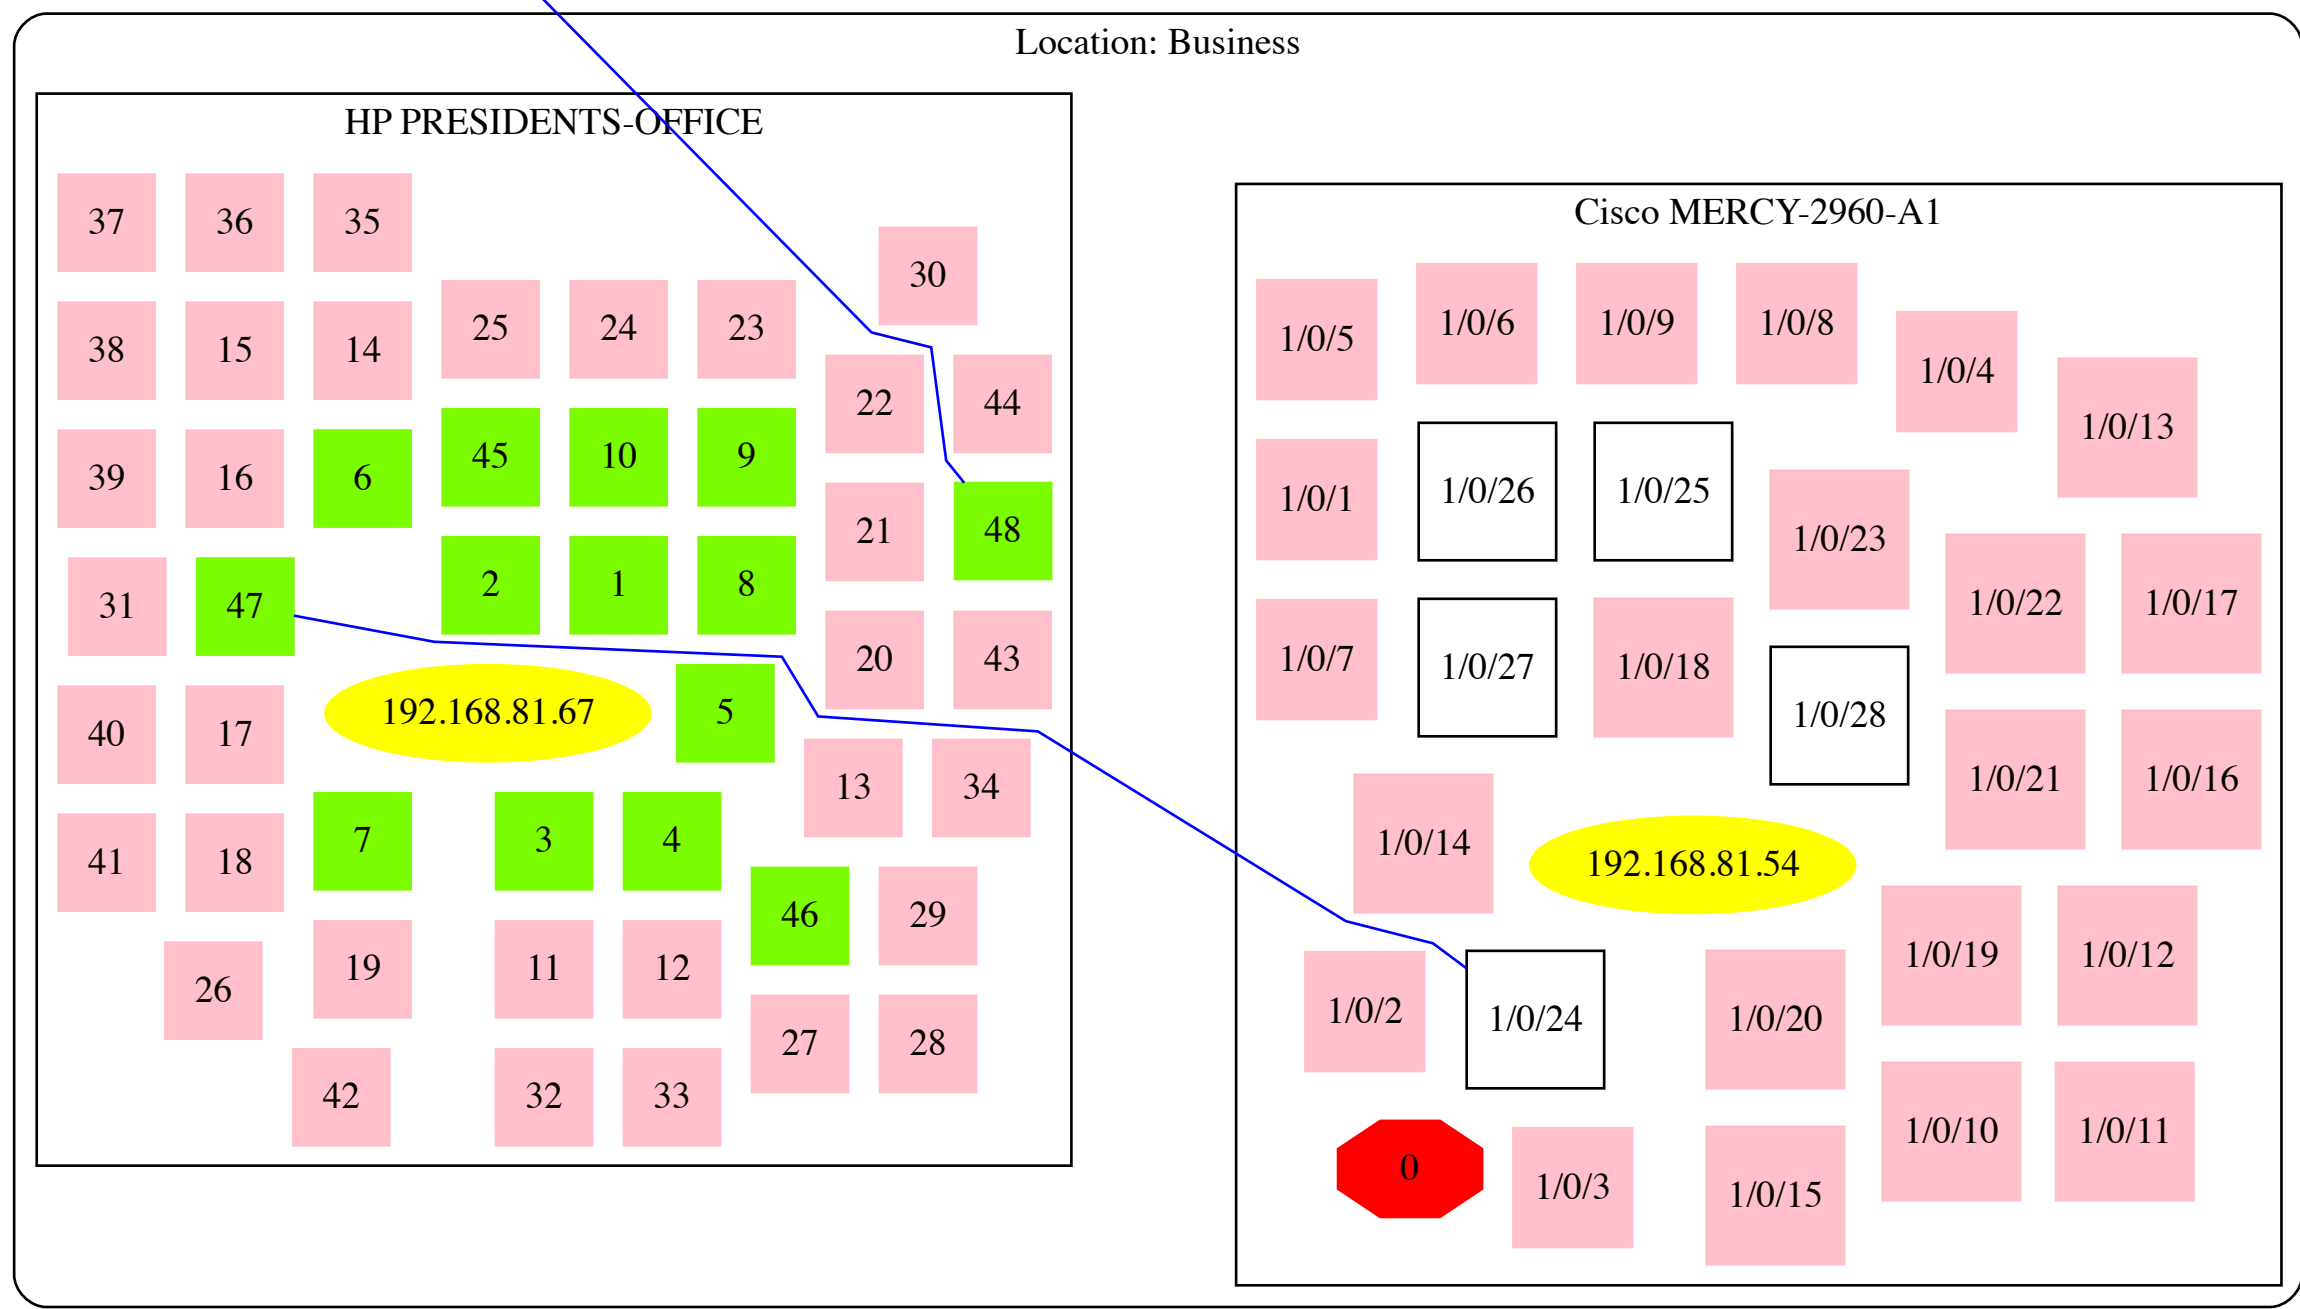 Location: Business
HP PRESIDENTS-OFFICE
37 36 35
30
38 15 14
25 24 23
22 44
39 16 6
45 10 9
21 48
31 47
2 1 8
20 43
40 17
192.168.81.67
5
13 34
41 18
7 3 4
46 29
26 19 11 12
27 28
42 32 33
Cisco MERCY-2960-A1
1/0/5 1/0/6 1/0/9 1/0/8
1/0/4
1/0/13
1/0/1 1/0/26 1/0/25
1/0/23
1/0/22 1/0/17
1/0/7 1/0/27 1/0/18
1/0/28
1/0/21 1/0/16
1/0/14
192.168.81.54
1/0/19 1/0/12
1/0/2 1/0/24 1/0/20
1/0/10 1/0/11
0 1/0/3 1/0/15